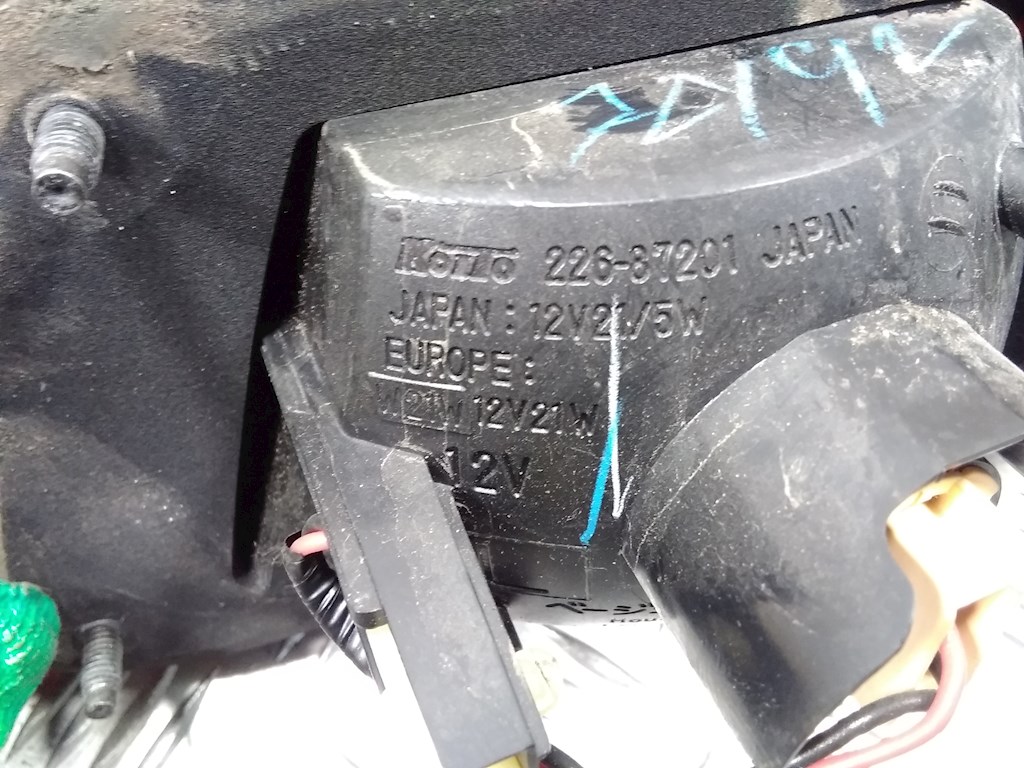 KOITO 226-87201 JAPAN
JAPAN : 12V21/5W
EUROPE :
W21W 12V21W
12V